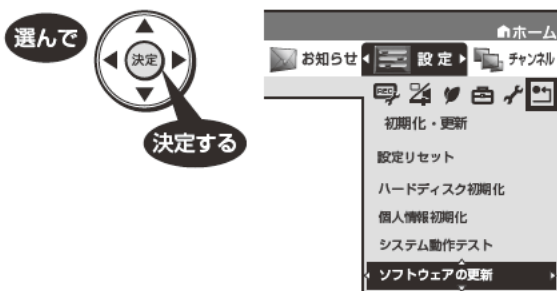 選んで
決定
決定する
ホーム
お知らせ
設定
チャンネル
REC
初期化・更新
設定リセット
ハードディスク初期化
個人情報初期化
システム動作テスト
ソフトウェアの更新